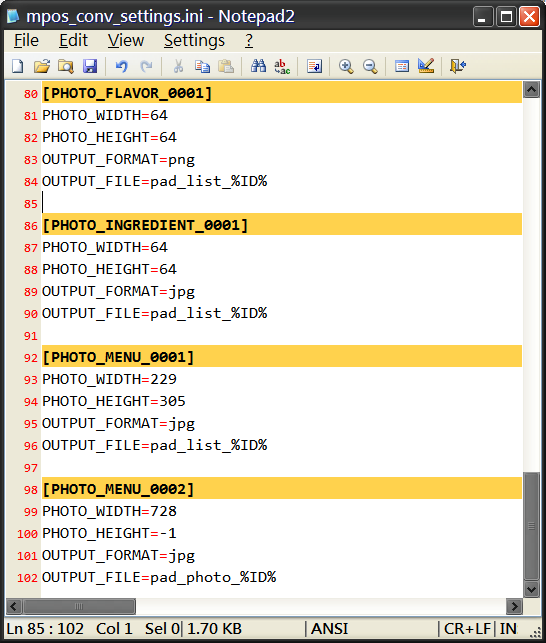 mpos_conv_settings.ini - Notepad2
File Edit View Settings ?
80 [PHOTO_FLAVOR_0001]
81 PHOTO_WIDTH=64
82 PHOTO_HEIGHT=64
83 OUTPUT_FORMAT=png
84 OUTPUT_FILE=pad_list_%ID%
85
86 [PHOTO_INGREDIENT_0001]
87 PHOTO_WIDTH=64
88 PHOTO_HEIGHT=64
89 OUTPUT_FORMAT=jpg
90 OUTPUT_FILE=pad_list_%ID%
91
92 [PHOTO_MENU_0001]
93 PHOTO_WIDTH=229
94 PHOTO_HEIGHT=305
95 OUTPUT_FORMAT=jpg
96 OUTPUT_FILE=pad_list_%ID%
97
98 [PHOTO_MENU_0002]
99 PHOTO_WIDTH=728
100 PHOTO_HEIGHT=-1
101 OUTPUT_FORMAT=jpg
102 OUTPUT_FILE=pad_photo_%ID%
Ln 85 : 102 Col 1 Sel 0 1.70 KB ANSI CR+LF IN